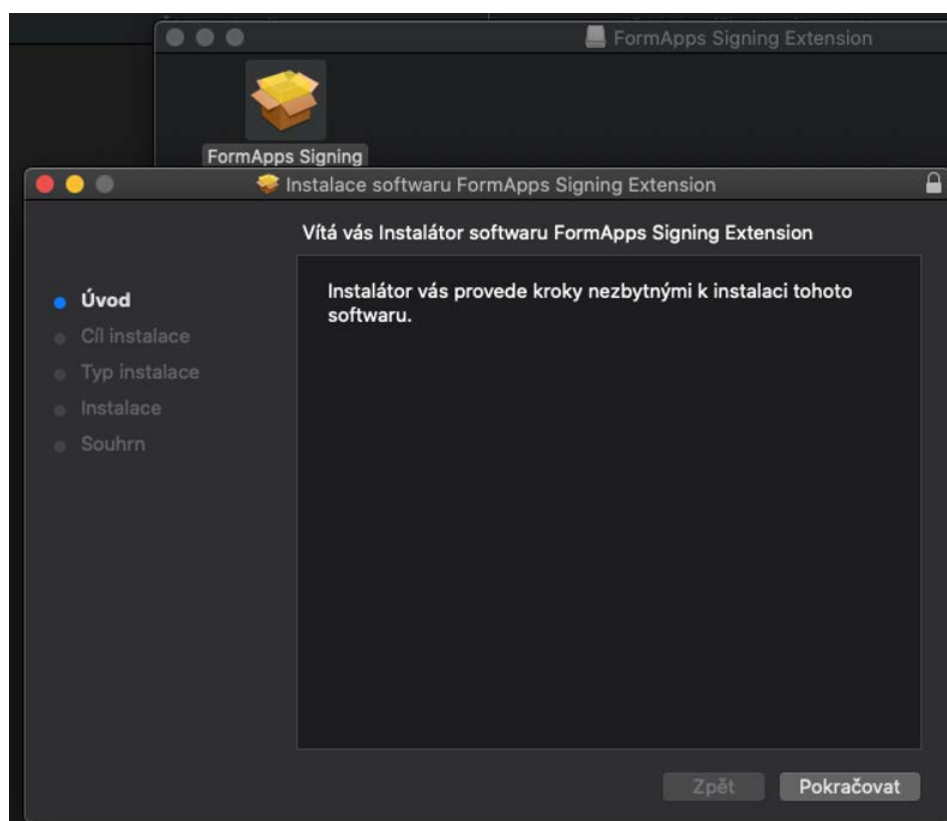 FormApps Signing Extension
FormApps Signing
Instalace softwaru FormApps Signing Extension
Vítá vás Instalátor softwaru FormApps Signing Extension
Úvod
Cíl instalace
Typ instalace
Instalace
Souhrn
Instalátor vás provede kroky nezbytnými k instalaci tohoto
softwaru.
Zpět
Pokračovat